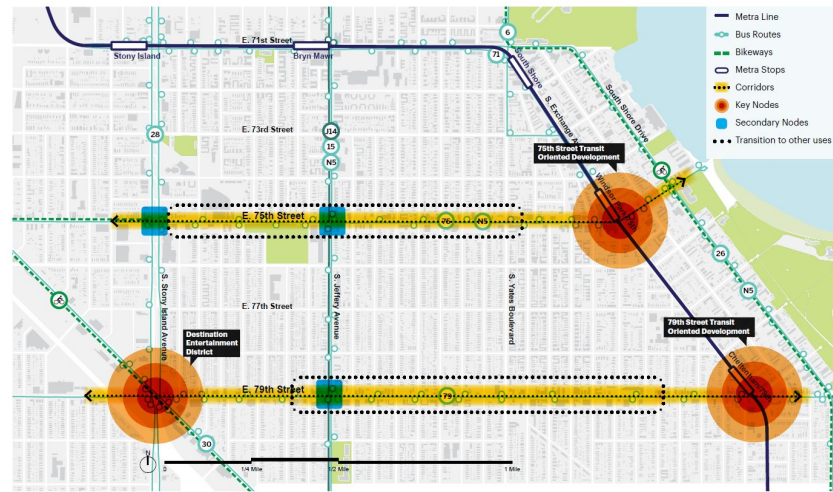 E. 71st Street
Stony Island
Bryn Mawr
6
71
South Shore
S. Exchange A
South Shore Drive
Metra Line
Bus Routes
Bikeways
Metra Stops
Corridors
Key Nodes
Secondary Nodes
Transition to other uses
28
E. 73rd Street
J14
15
N5
75th Street Transit
Oriented Development
E. 75th Street
75
N5
Windsor Park
26
N5
S. Stony Island Avenue
S. Jeffery Avenue
E. 77th Street
S. Yates Boulevard
79th Street Transit
Oriented Development
Destination
Entertainment
District
E. 79th Street
79
30
N
0
1/4 Mile
1/2 Mile
1 Mile